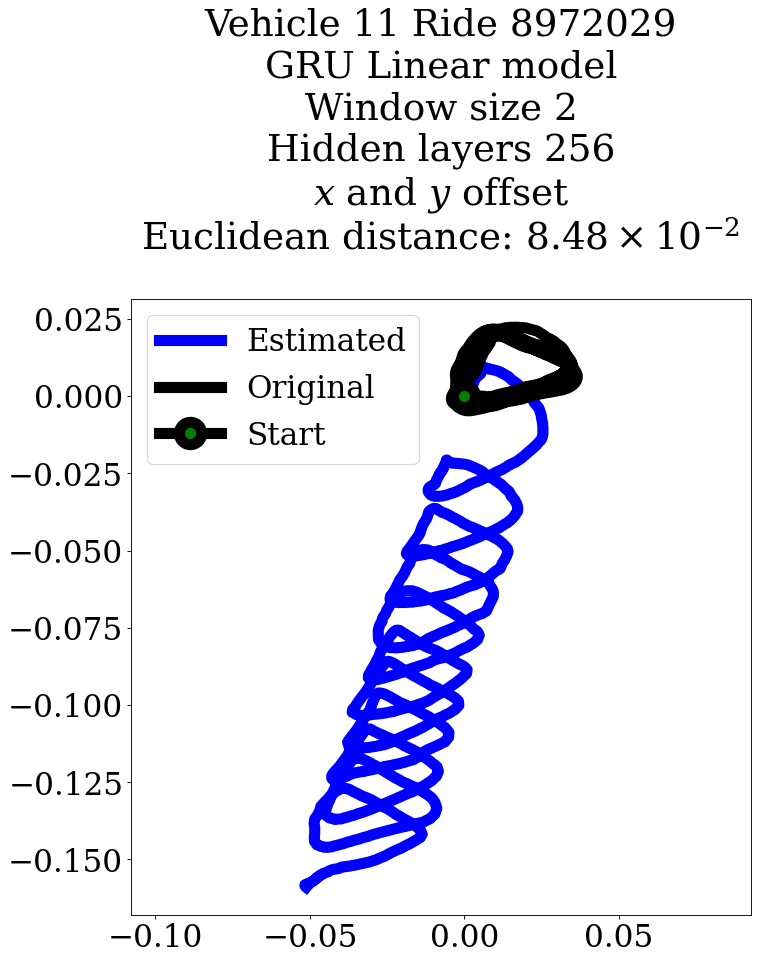 Vehicle 11 Ride 8972029
GRU Linear model
Window size 2
Hidden layers 256
x and y offset
Euclidean distance: 8.48 × 10⁻²
Estimated
Original
Start
0.025
0.000
−0.025
−0.050
−0.075
−0.100
−0.125
−0.150
−0.10 −0.05 0.00 0.05